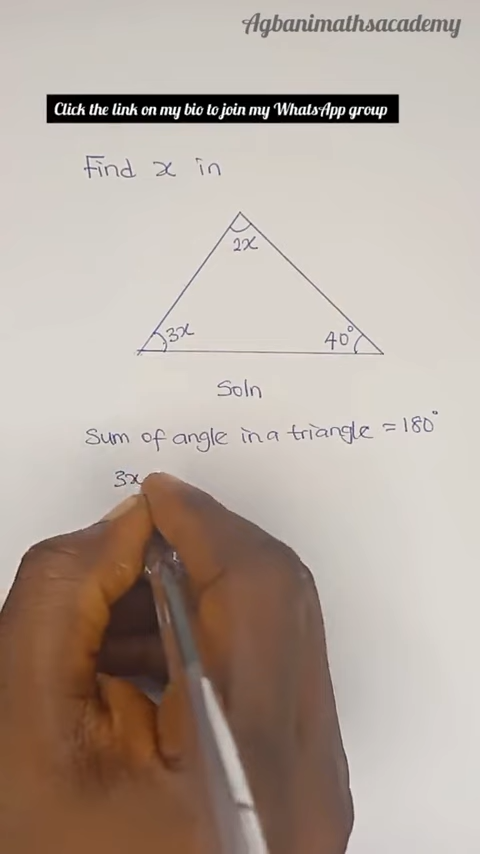 Agbanimathsacademy
Click the link on my bio to join my WhatsApp group
Find x in
2x
3x
40°
Soln
Sum of angle in a triangle = 180°
3x